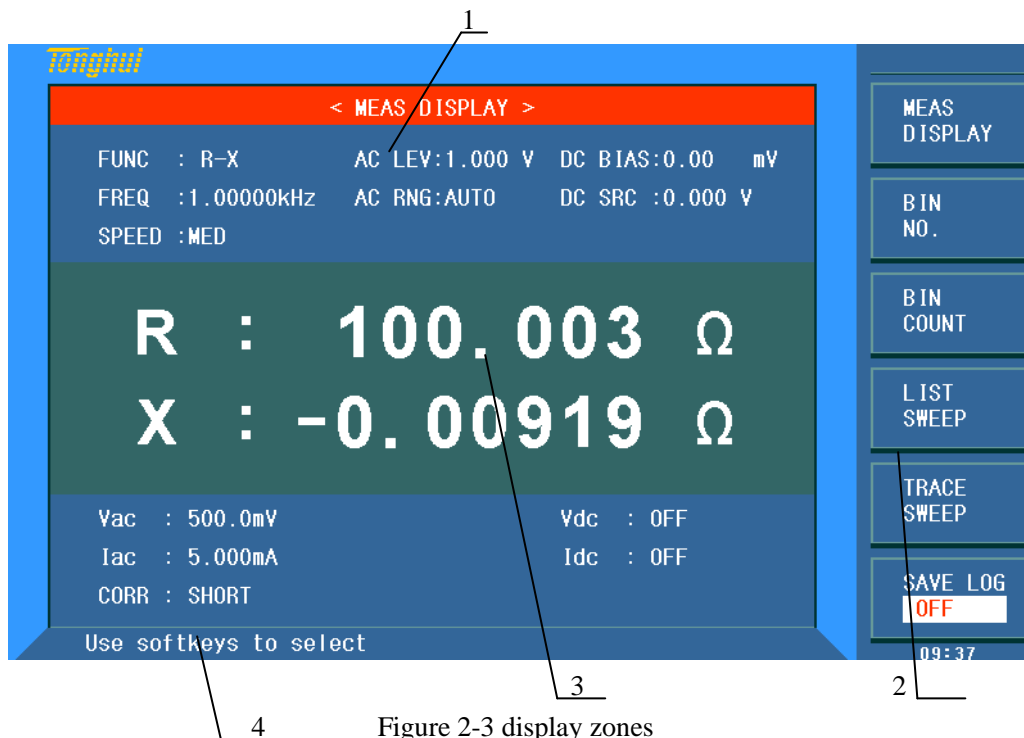 1
Tonghui
< MEAS DISPLAY >
FUNC : R-X AC LEV:1.000 V DC BIAS:0.00 mV
FREQ :1.00000kHz AC RNG:AUTO DC SRC :0.000 V
SPEED :MED
R : 100.003 Ω
X : -0.00919 Ω
Vac : 500.0mV Vdc : OFF
Iac : 5.000mA Idc : OFF
CORR : SHORT
Use softkeys to select
MEAS
DISPLAY
BIN
NO.
BIN
COUNT
LIST
SWEEP
TRACE
SWEEP
SAVE LOG
OFF
09:37
3
2
4
Figure 2-3 display zones